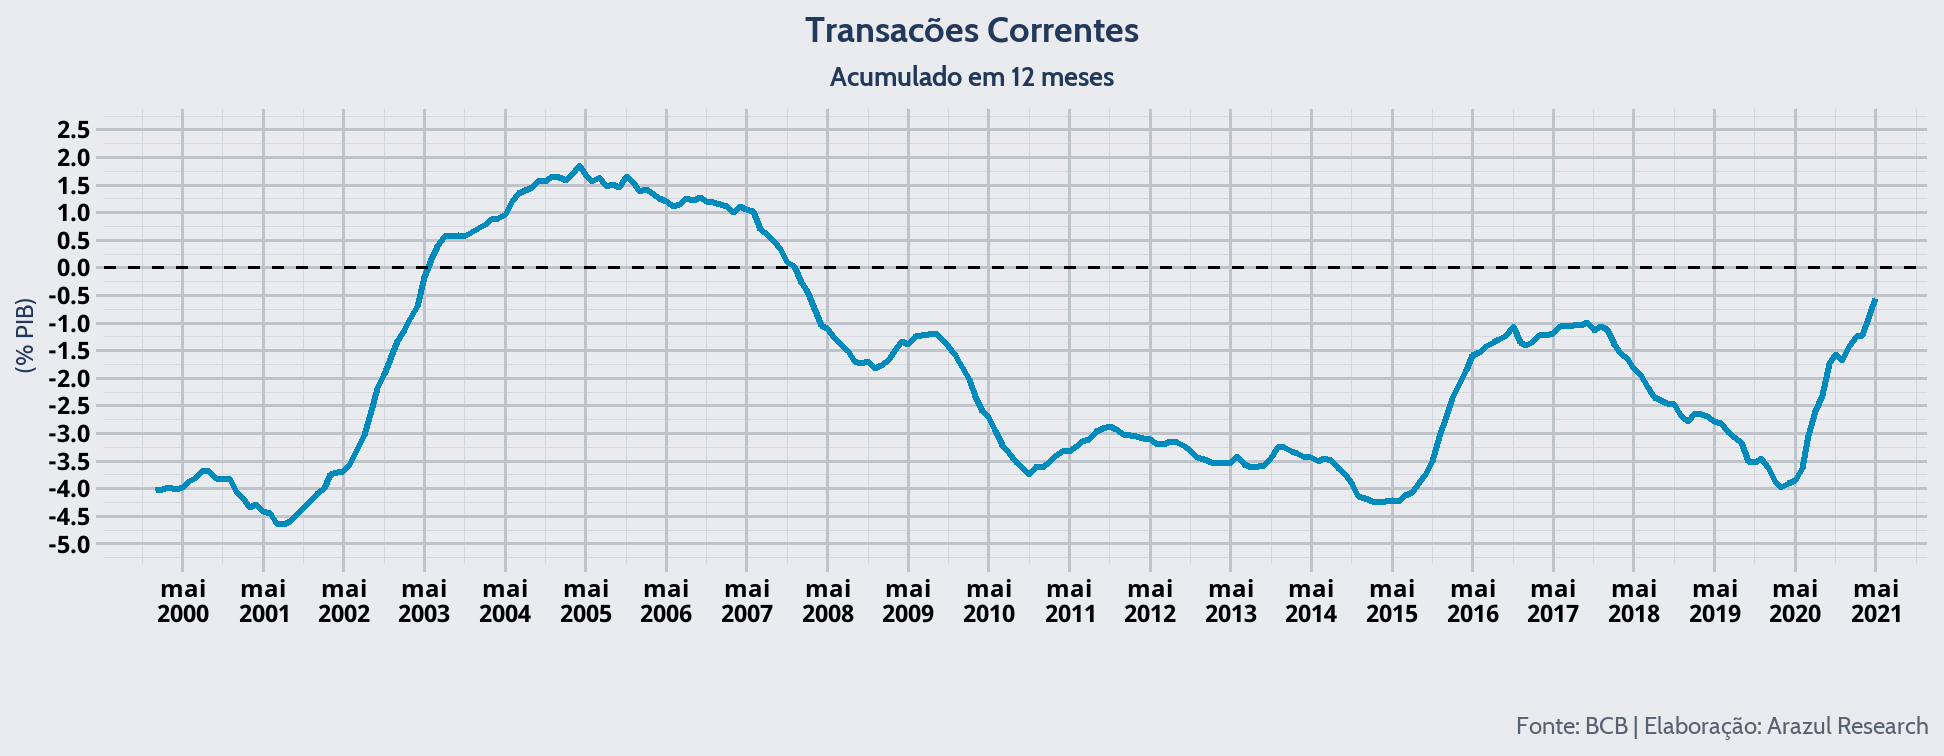 Transacões Correntes
Acumulado em 12 meses
(% PIB)
2.5
2.0
1.5
1.0
0.5
0.0
-0.5
-1.0
-1.5
-2.0
-2.5
-3.0
-3.5
-4.0
-4.5
-5.0
mai mai mai mai mai mai mai mai mai mai mai mai mai mai mai mai mai mai mai mai mai mai
2000 2001 2002 2003 2004 2005 2006 2007 2008 2009 2010 2011 2012 2013 2014 2015 2016 2017 2018 2019 2020 2021
Fonte: BCB | Elaboração: Arazul Research